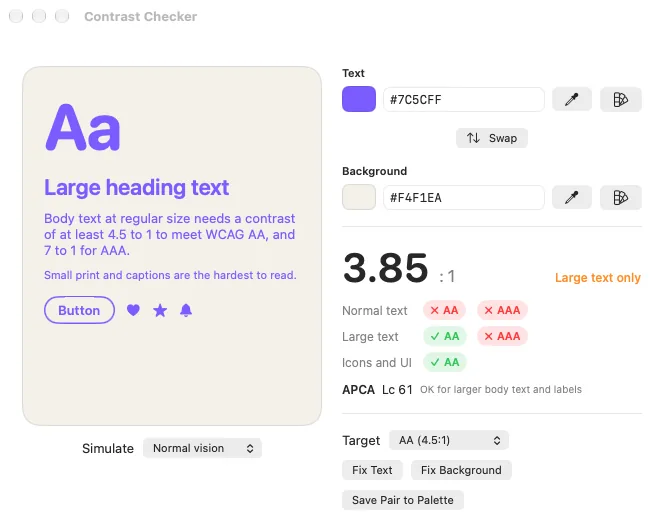 Contrast Checker
Aa
Large heading text
Body text at regular size needs a contrast
of at least 4.5 to 1 to meet WCAG AA, and
7 to 1 for AAA.
Small print and captions are the hardest to read.
Button
Simulate
Normal vision
Text
#7C5CFF
Swap
Background
#F4F1EA
3.85 :1
Large text only
Normal text AA AAA
Large text AA AAA
Icons and UI AA
APCA Lc 61 OK for larger body text and labels
Target AA (4.5:1)
Fix Text Fix Background
Save Pair to Palette